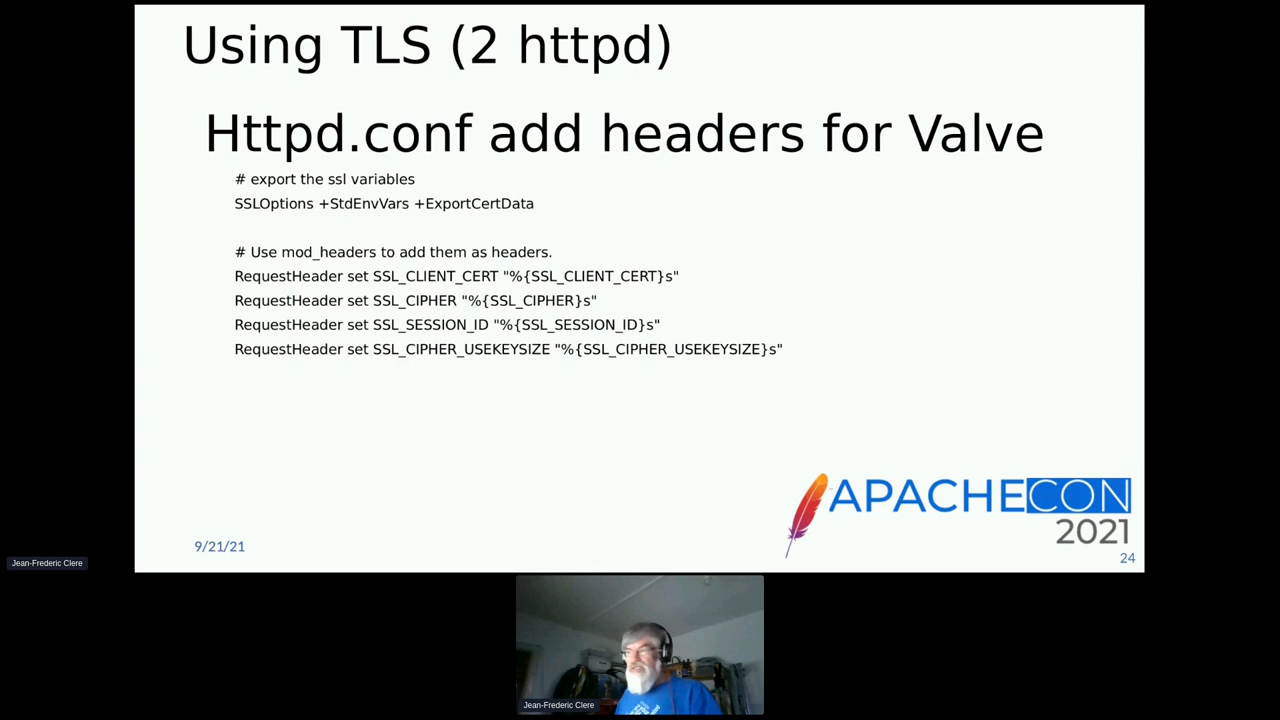 Using TLS (2 httpd)
Httpd.conf add headers for Valve
# export the ssl variables
SSLOptions +StdEnvVars +ExportCertData
# Use mod_headers to add them as headers.
RequestHeader set SSL_CLIENT_CERT "%{SSL_CLIENT_CERT}s"
RequestHeader set SSL_CIPHER "%{SSL_CIPHER}s"
RequestHeader set SSL_SESSION_ID "%{SSL_SESSION_ID}s"
RequestHeader set SSL_CIPHER_USEKEYSIZE "%{SSL_CIPHER_USEKEYSIZE}s"
APACHECON
2021
9/21/21
24
Jean-Frederic Clere
Jean-Frederic Clere